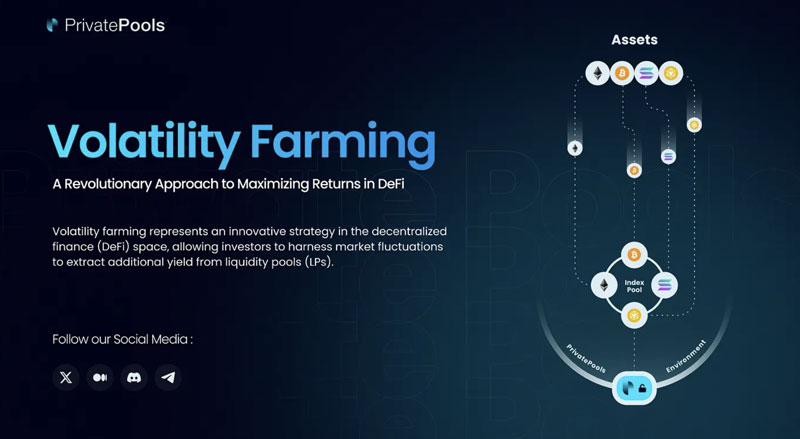 PrivatePools
Assets
Volatility Farming
A Revolutionary Approach to Maximizing Returns in DeFi
Volatility farming represents an innovative strategy in the decentralized
finance (DeFi) space, allowing investors to harness market fluctuations
to extract additional yield from liquidity pools (LPs).
Index
Pool
PrivatePools
Environment
Follow our Social Media :